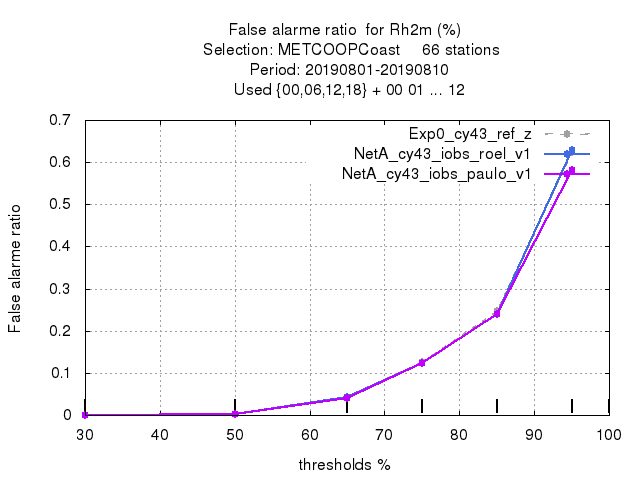 False alarme ratio  for Rh2m (%)
Selection: METCOOPCoast     66 stations
Period: 20190801-20190810
Used {00,06,12,18} + 00 01 ... 12
Exp0_cy43_ref_z
NetA_cy43_iobs_roel_v1
NetA_cy43_iobs_paulo_v1
False alarme ratio
0.7
0.6
0.5
0.4
0.3
0.2
0.1
0
30 40 50 60 70 80 90 100
thresholds %